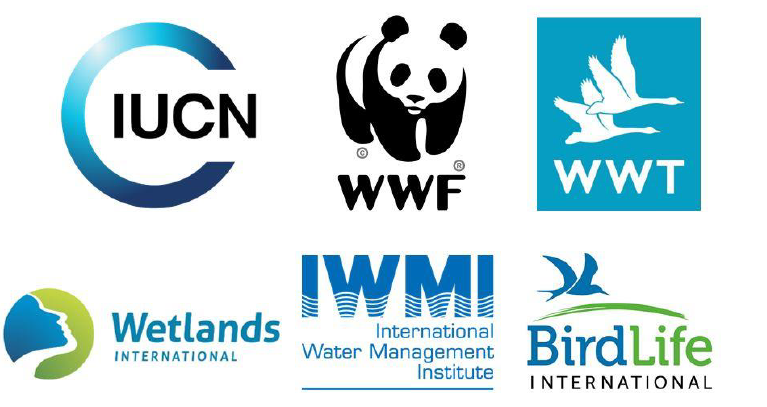 IUCN
©
®
WWF
WWT
Wetlands
INTERNATIONAL
IWMI
International
Water Management
Institute
BirdLife
INTERNATIONAL